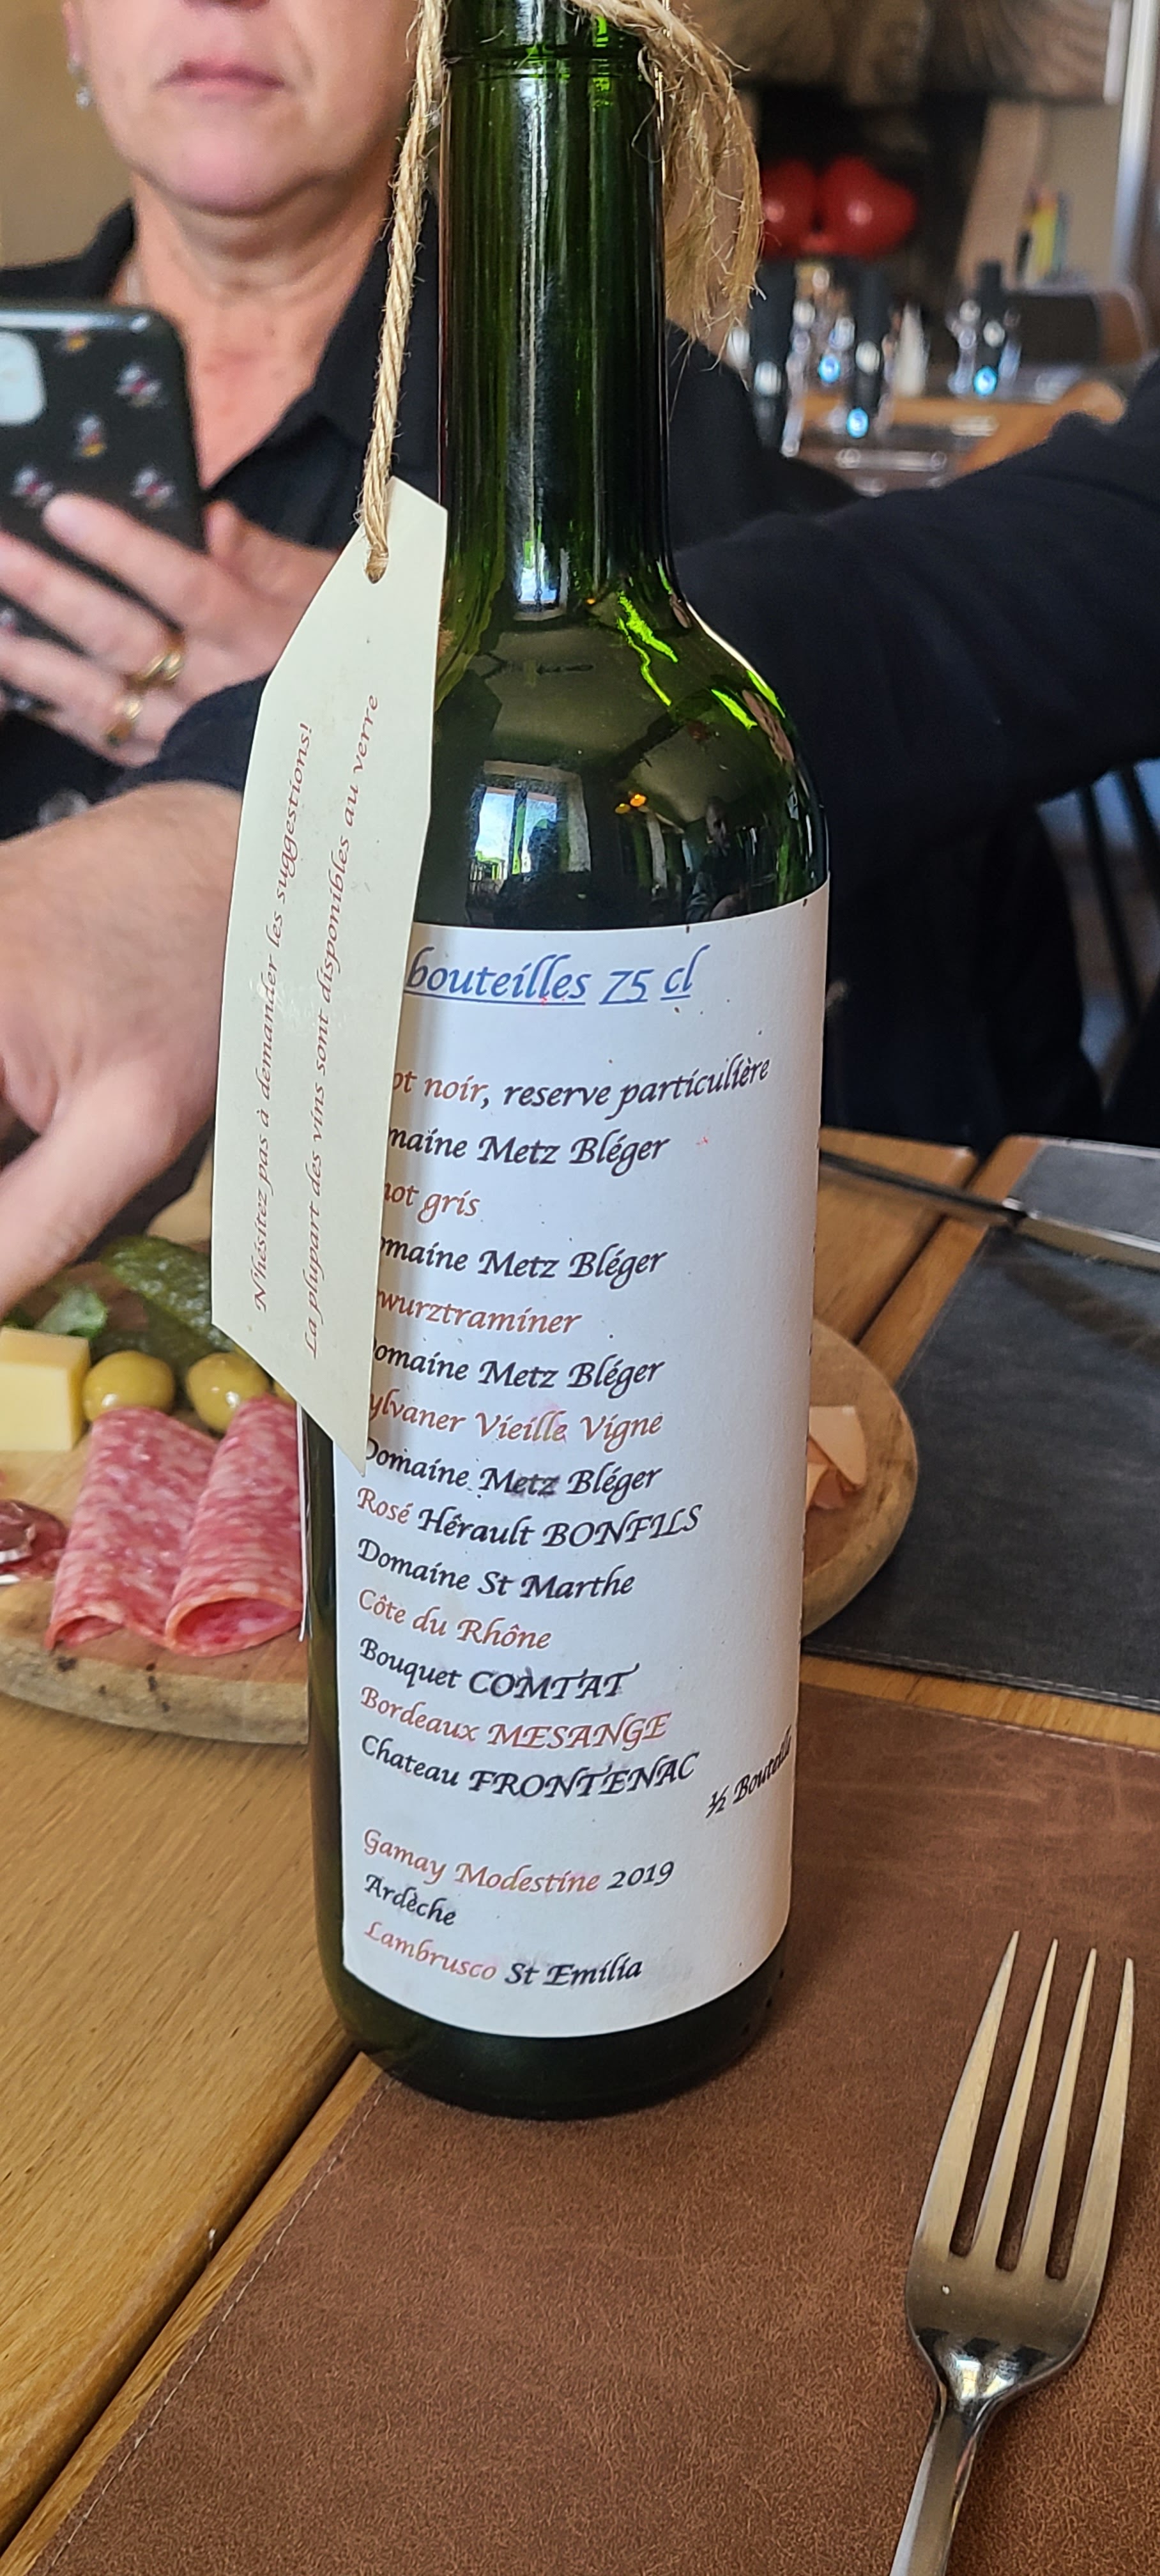 N'hésitez pas à demander les suggestions!
La plupart des vins sont disponibles au verre
bouteilles 75 cl
ot noir, reserve particulière
maine Metz Bléger
not gris
omaine Metz Bléger
wurztraminer
Domaine Metz Bléger
ylvaner Vieille Vigne
Domaine Metz Bléger
Rosé Hérault BONFILS
Domaine St Marthe
Côte du Rhône
Bouquet COMTAT
Bordeaux MESANGE
Chateau FRONTENAC
½ Bouteille
Gamay Modestine 2019
Ardèche
Lambrusco St Emilia